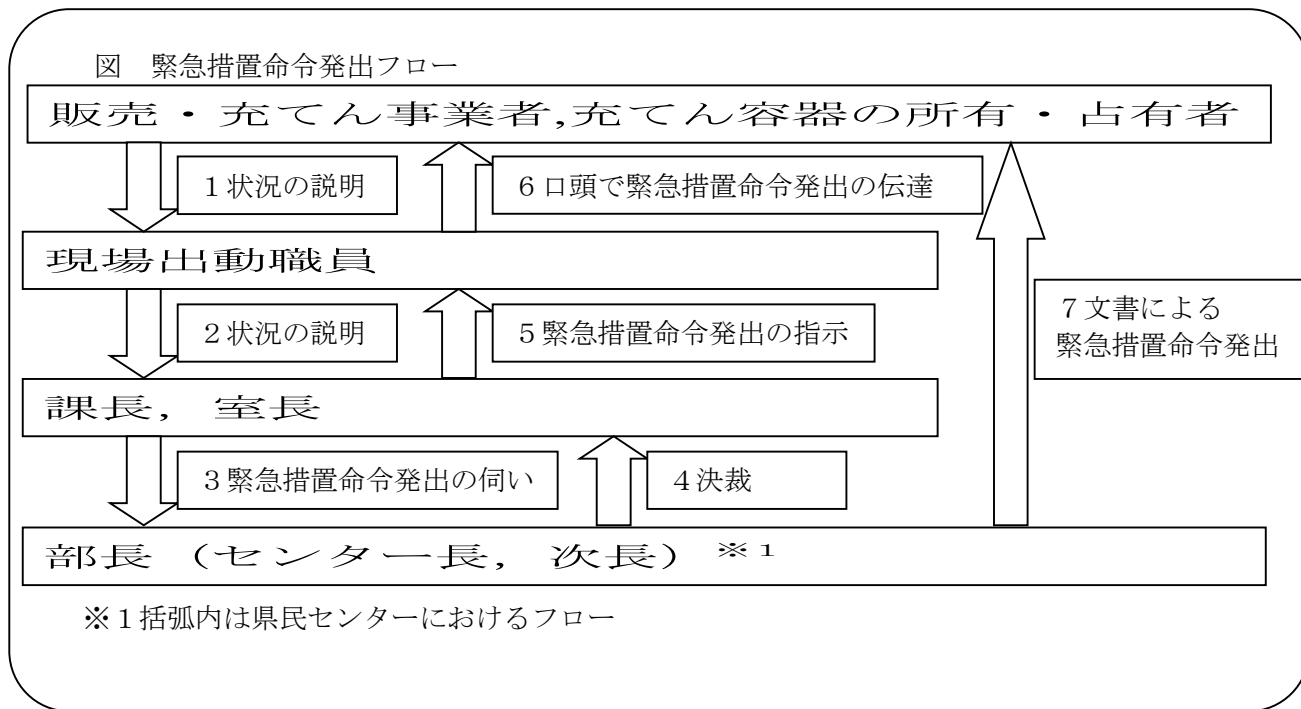 図　緊急措置命令発出フロー
販売・充てん事業者,充てん容器の所有・占有者
１状況の説明
６口頭で緊急措置命令発出の伝達
現場出動職員
２状況の説明
５緊急措置命令発出の指示
７文書による
緊急措置命令発出
課長，室長
３緊急措置命令発出の伺い
４決裁
部長（センター長，次長）※1
※１括弧内は県民センターにおけるフロー